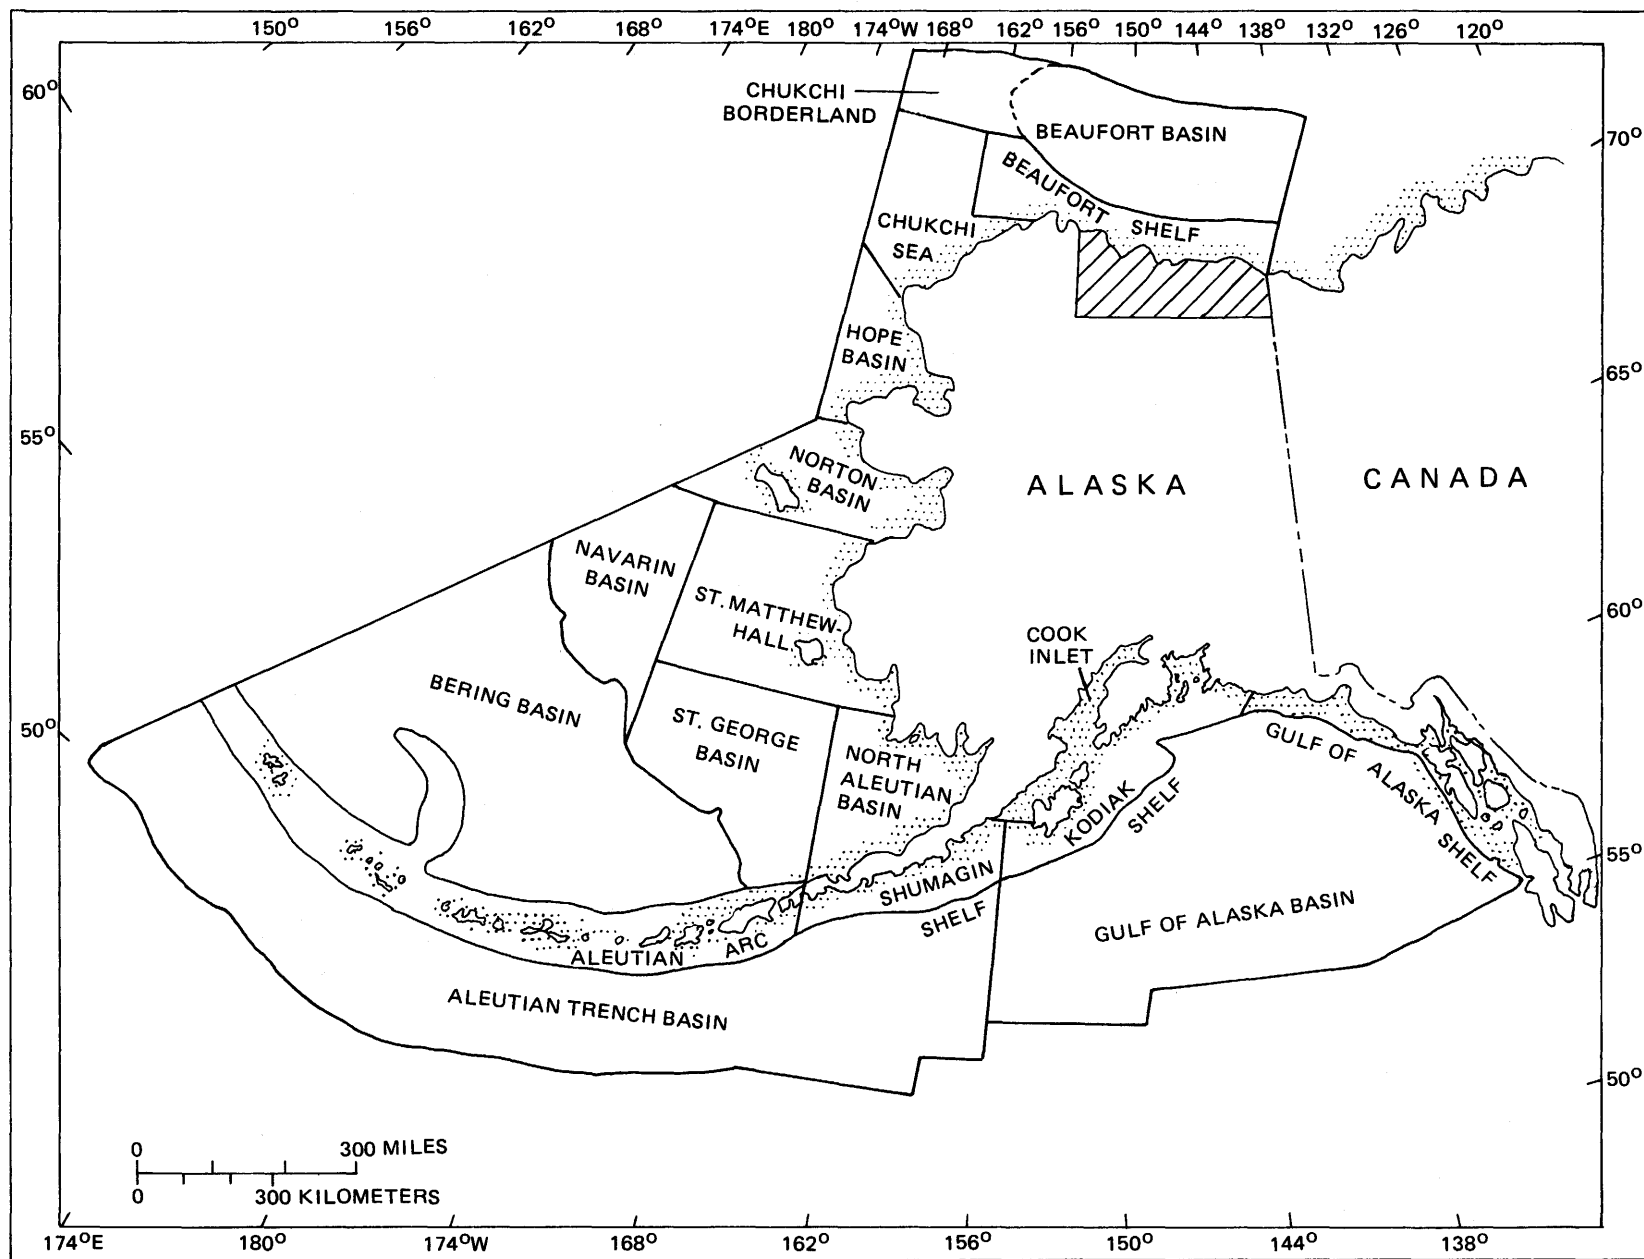 150° 156° 162° 168° 174°E 180° 174°W 168° 162° 156° 150° 144° 138° 132° 126° 120°
60°
CHUKCHI
BORDERLAND
BEAUFORT BASIN
70°
BEAUFORT SHELF
CHUKCHI
SEA
HOPE
BASIN
65°
55°
NORTON
BASIN
ALASKA
CANADA
NAVARIN
BASIN
ST. MATTHEW-
HALL
60°
COOK
INLET
BERING BASIN
50°
ST. GEORGE
BASIN
NORTH
ALEUTIAN
BASIN
GULF OF ALASKA SHELF
KODIAK
SHELF
55°
SHUMAGIN
SHELF
GULF OF ALASKA BASIN
ALEUTIAN ARC
ALEUTIAN TRENCH BASIN
50°
0 300 MILES
0 300 KILOMETERS
174°E 180° 174°W 168° 162° 156° 150° 144° 138°